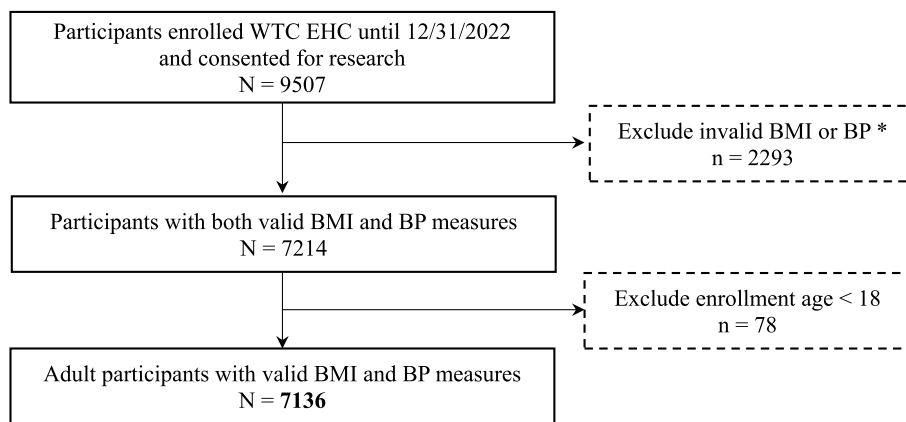 Participants enrolled WTC EHC until 12/31/2022
and consented for research
N = 9507
Exclude invalid BMI or BP *
n = 2293
Participants with both valid BMI and BP measures
N = 7214
Exclude enrollment age < 18
n = 78
Adult participants with valid BMI and BP measures
N = 7136